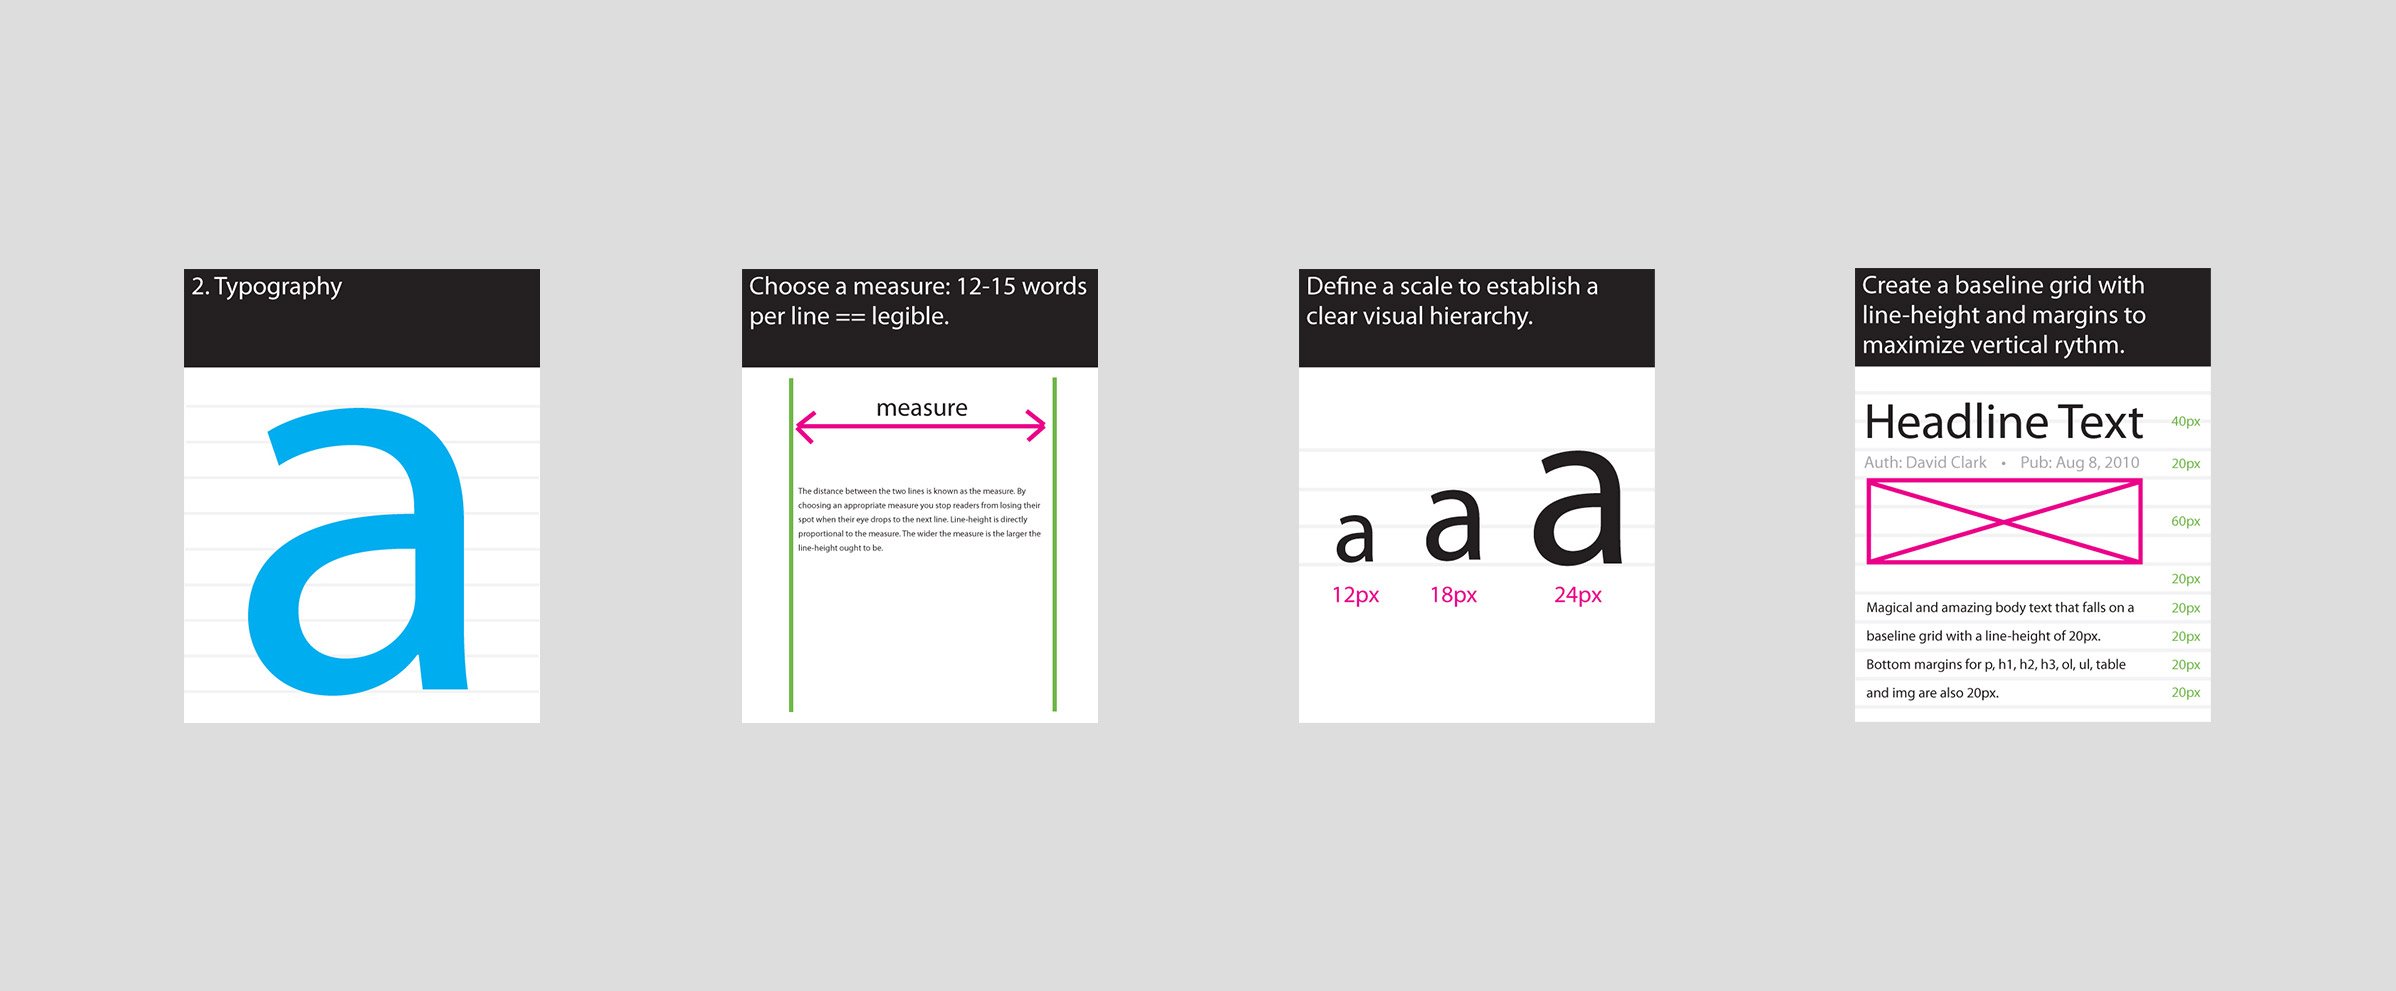 2. Typography
a
Choose a measure: 12-15 words
per line == legible.
measure
The distance between the two lines is known as the measure. By
choosing an appropriate measure you stop readers from losing their
spot when their eye drops to the next line. Line-height is directly
proportional to the measure. The wider the measure is the larger the
line-height ought to be.
Define a scale to establish a
clear visual hierarchy.
a a a
12px 18px 24px
Create a baseline grid with
line-height and margins to
maximize vertical rythm.
Headline Text 40px
Auth: David Clark • Pub: Aug 8, 2010 20px
60px
20px
Magical and amazing body text that falls on a 20px
baseline grid with a line-height of 20px. 20px
Bottom margins for p, h1, h2, h3, ol, ul, table 20px
and img are also 20px. 20px